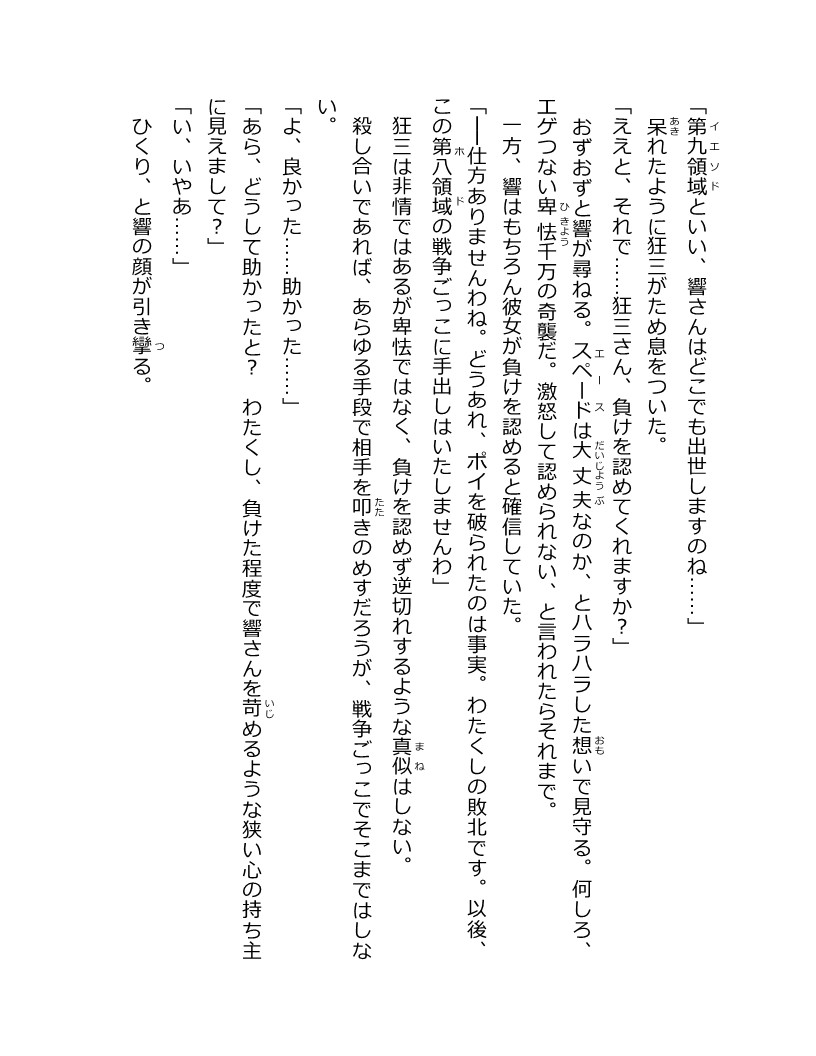 「第九領域といい、響さんはどこでも出世しますのね……」
呆れたように狂三がため息をついた。
「ええと、それで……狂三さん、負けを認めてくれますか？」
おずおずと響が尋ねる。スペードは大丈夫なのか、とハラハラした想いで見守る。何しろ、
エゲつない卑怯千万の奇襲だ。激怒して認められない、と言われたらそれまで。
一方、響はもちろん彼女が負けを認めると確信していた。
「――仕方ありませんわね。どうあれ、ポイを破られたのは事実。わたくしの敗北です。以後、
この第八領域の戦争ごっこに手出しはいたしませんわ」
狂三は非情ではあるが卑怯ではなく、負けを認めず逆切れするような真似はしない。
殺し合いであれば、あらゆる手段で相手を叩きのめすだろうが、戦争ごっこでそこまではしな
い。
「よ、良かった……助かった……」
「あら、どうして助かったと？　わたくし、負けた程度で響さんを苛めるような狭い心の持ち主
に見えまして？」
「い、いやあ……」
ひくり、と響の顔が引き攣る。